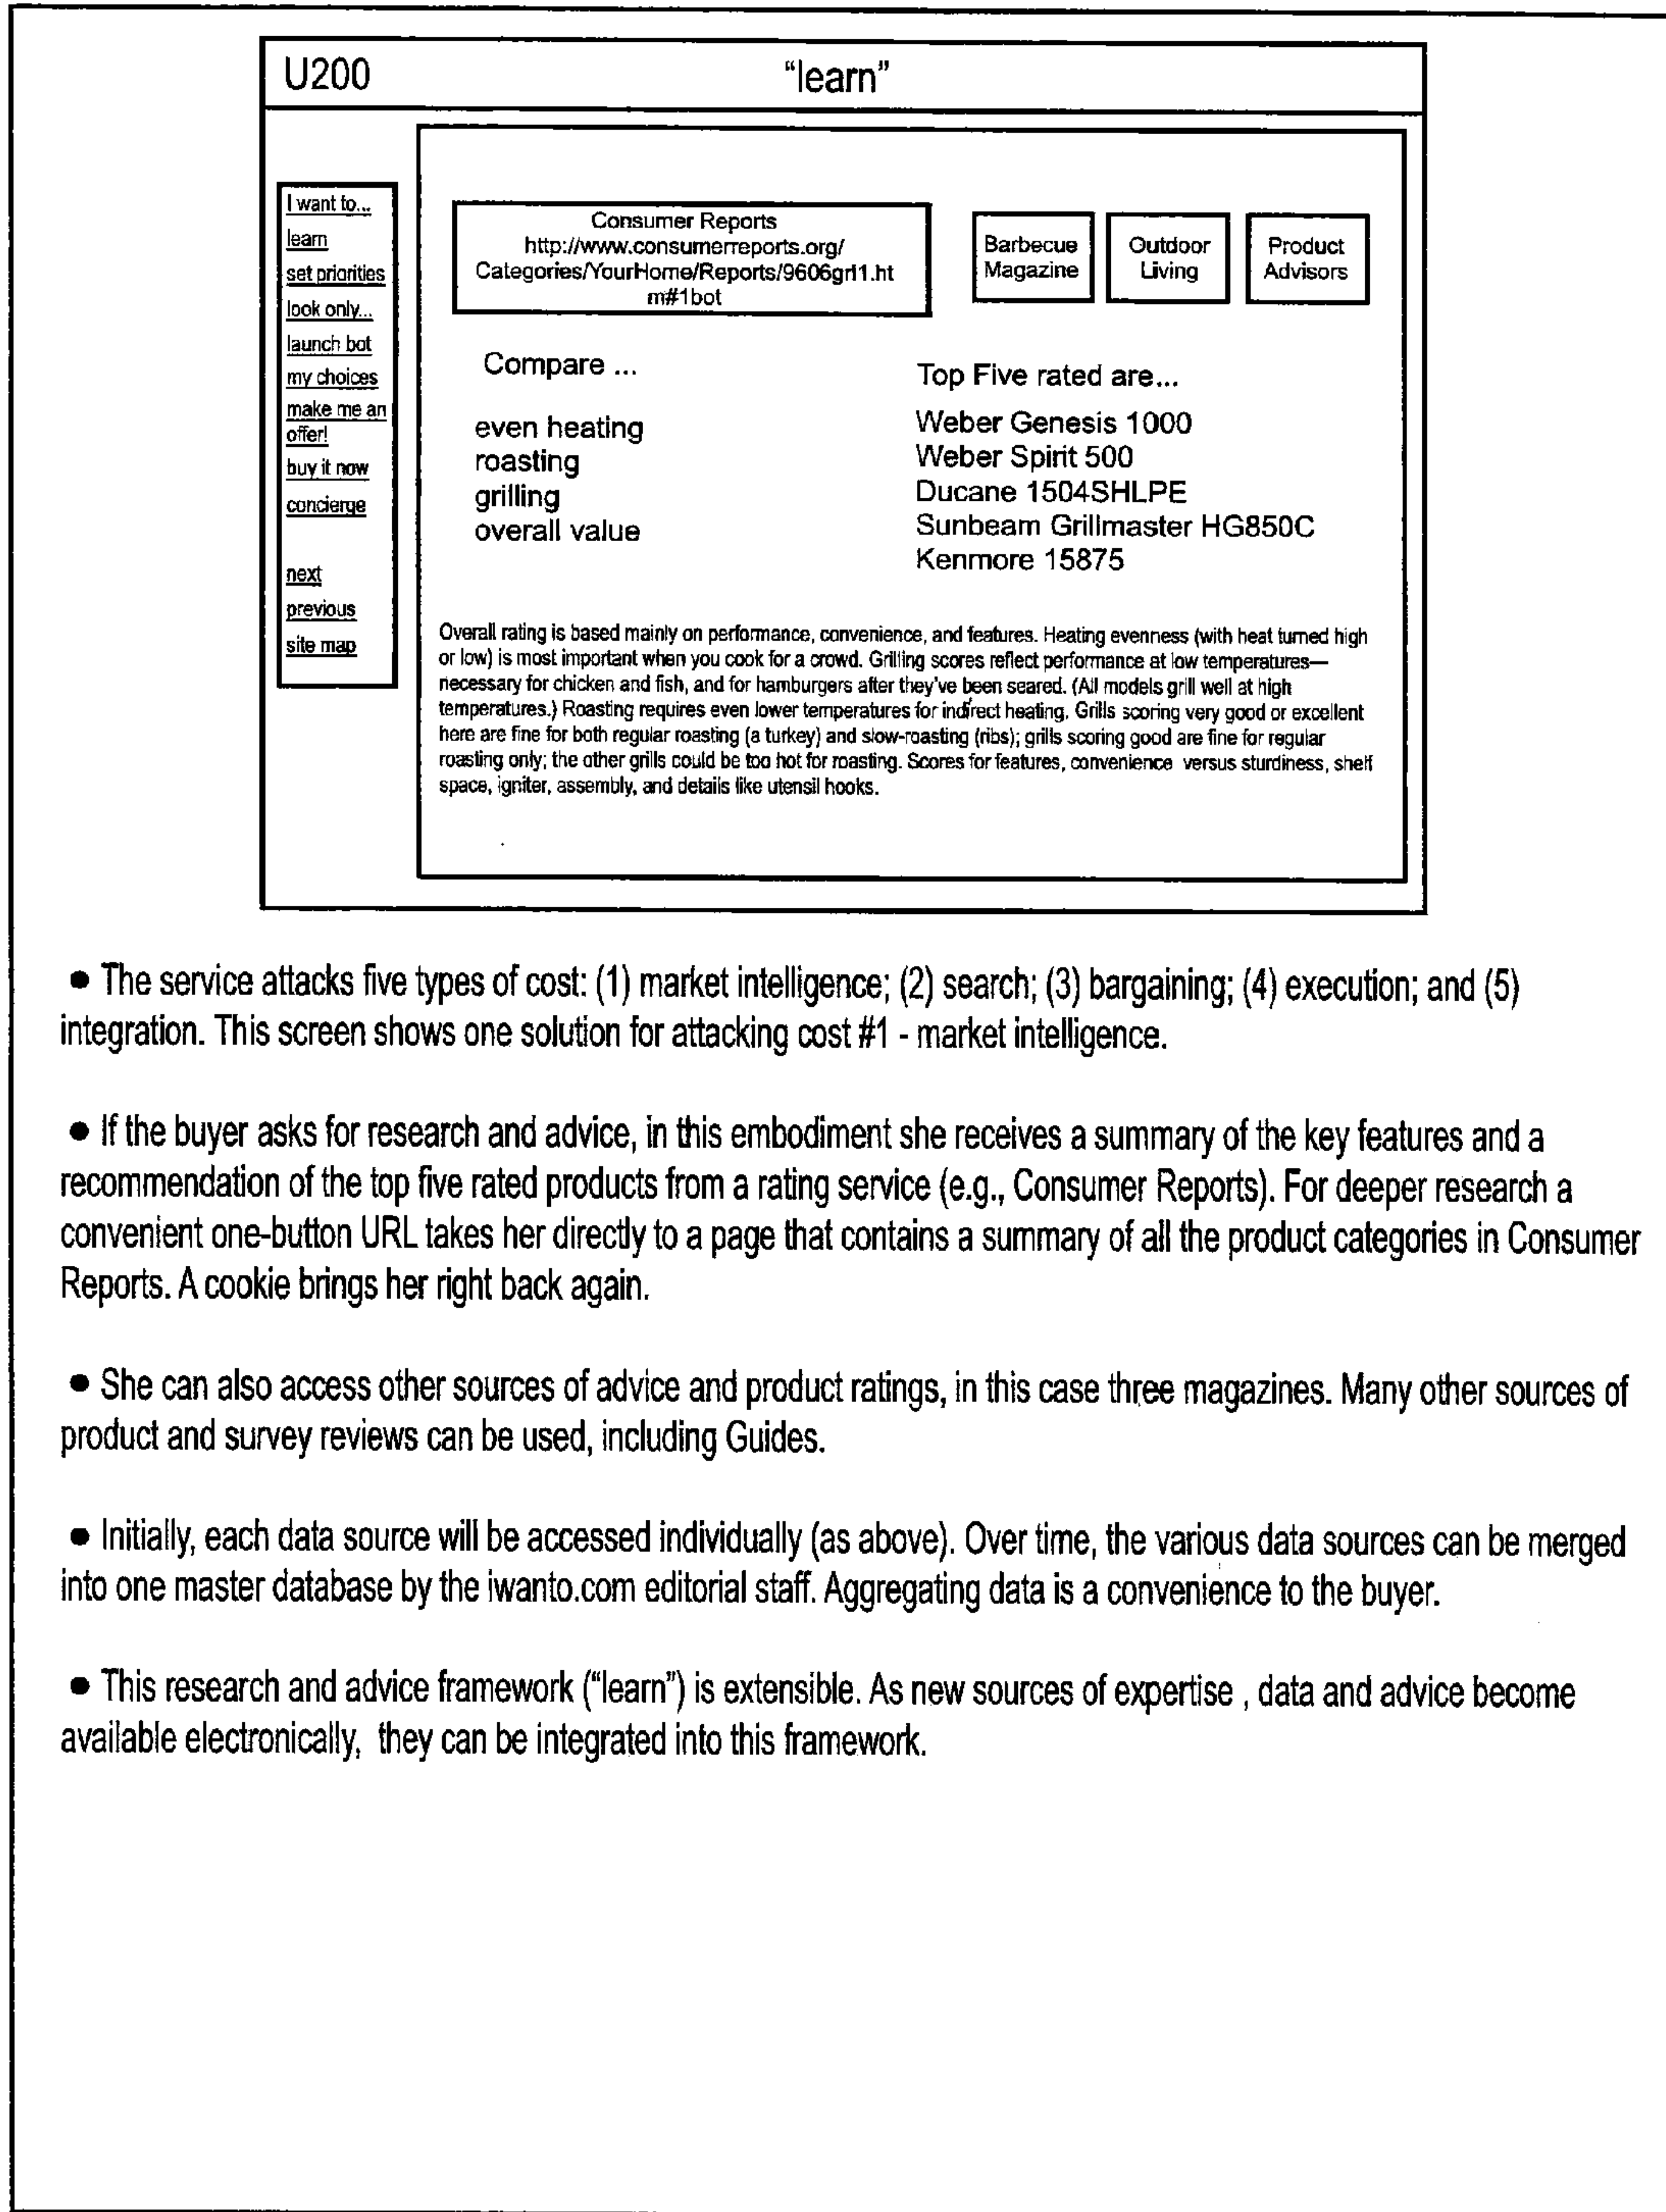 U200
“learn”
I want to...
learn
set priorities
look only...
launch bot
my choices
make me an
offer!
buy it now
concierge
next
previous
site map
Consumer Reports
http://www.consumerreports.org/
Categories/YourHome/Reports/9606grl1.ht
m#1bot
Barbecue
Magazine
Outdoor
Living
Product
Advisors
Compare ...
even heating
roasting
grilling
overall value
Top Five rated are...
Weber Genesis 1000
Weber Spirit 500
Ducane 1504SHLPE
Sunbeam Grillmaster HG850C
Kenmore 15875
Overall rating is based mainly on performance, convenience, and features. Heating evenness (with heat turned high
or low) is most important when you cook for a crowd. Grilling scores reflect performance at low temperatures—
necessary for chicken and fish, and for hamburgers after they've been seared. (All models grill well at high
temperatures.) Roasting requires even lower temperatures for indirect heating. Grills scoring very good or excellent
here are fine for both regular roasting (a turkey) and slow-roasting (ribs); grills scoring good are fine for regular
roasting only; the other grills could be too hot for roasting. Scores for features, convenience versus sturdiness, shelf
space, igniter, assembly, and details like utensil hooks.
● The service attacks five types of cost: (1) market intelligence; (2) search; (3) bargaining; (4) execution; and (5)
integration. This screen shows one solution for attacking cost #1 - market intelligence.
● If the buyer asks for research and advice, in this embodiment she receives a summary of the key features and a
recommendation of the top five rated products from a rating service (e.g., Consumer Reports). For deeper research a
convenient one-button URL takes her directly to a page that contains a summary of all the product categories in Consumer
Reports. A cookie brings her right back again.
● She can also access other sources of advice and product ratings, in this case three magazines. Many other sources of
product and survey reviews can be used, including Guides.
● Initially, each data source will be accessed individually (as above). Over time, the various data sources can be merged
into one master database by the iwanto.com editorial staff. Aggregating data is a convenience to the buyer.
● This research and advice framework (“learn”) is extensible. As new sources of expertise , data and advice become
available electronically, they can be integrated into this framework.